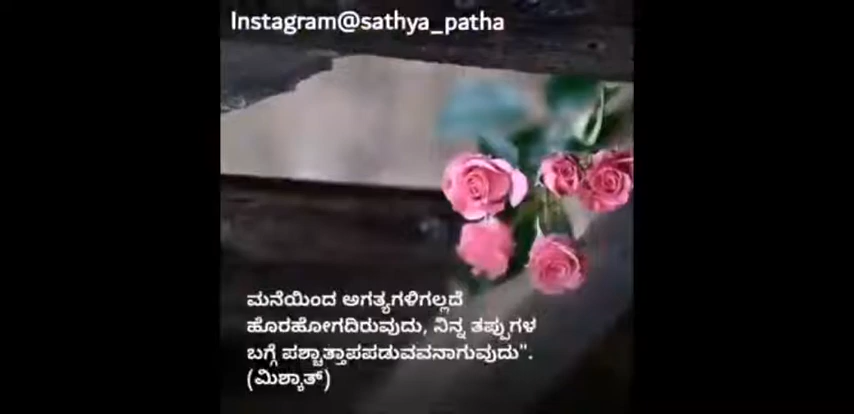 Instagram@sathya_patha
ಮನೆಯಿಂದ ಅಗತ್ಯಗಳಿಗಲ್ಲದೆ
ಹೊರಹೋಗದಿರುವುದು, ನಿನ್ನ ತಪ್ಪುಗಳ
ಬಗ್ಗೆ ಪಶ್ಚಾತ್ತಾಪಪಡುವವನಾಗುವುದು".
(ಮಿಶ್ಕಾತ್)